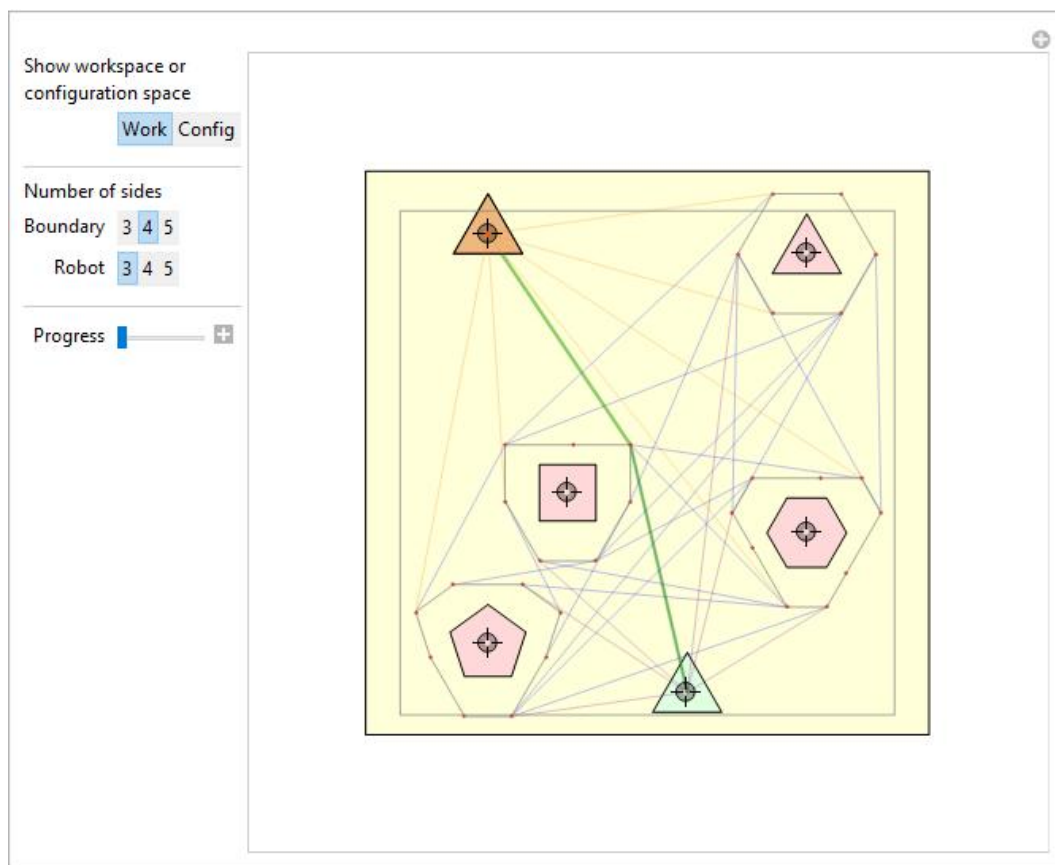 Show workspace or
configuration space
Work Config
Number of sides
Boundary 3 4 5
Robot 3 4 5
Progress